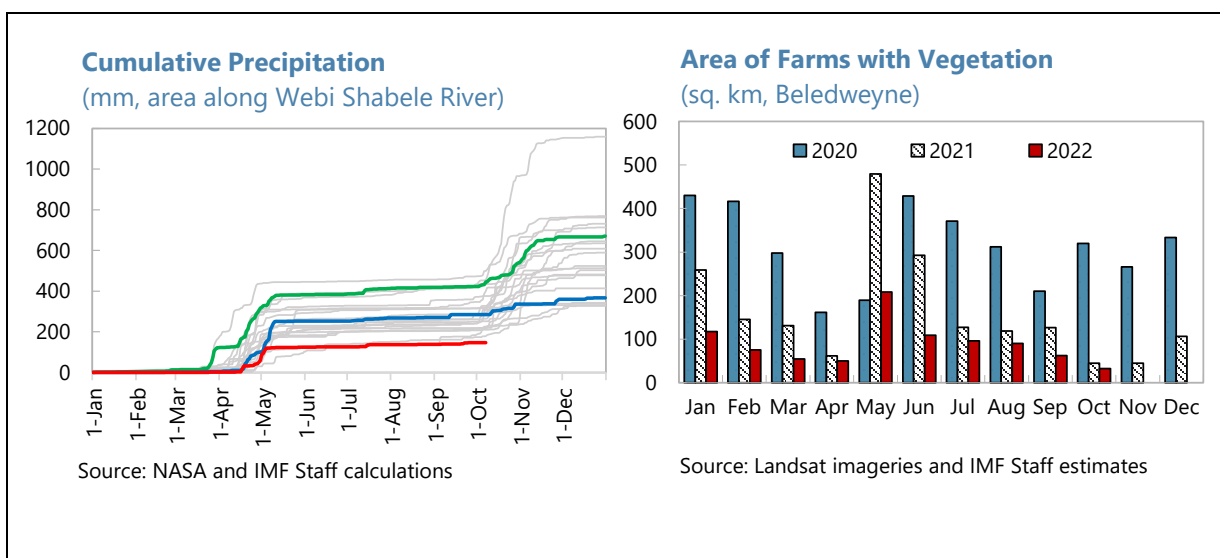 Cumulative Precipitation
(mm, area along Webi Shabele River)
1200
1000
800
600
400
200
0
1-Jan
1-Feb
1-Mar
1-Apr
1-May
1-Jun
1-Jul
1-Aug
1-Sep
1-Oct
1-Nov
1-Dec
Source: NASA and IMF Staff calculations
Area of Farms with Vegetation
(sq. km, Beledweyne)
600
500
400
300
200
100
0
2020 2021 2022
Jan Feb Mar Apr May Jun Jul Aug Sep Oct Nov Dec
Source: Landsat imageries and IMF Staff estimates